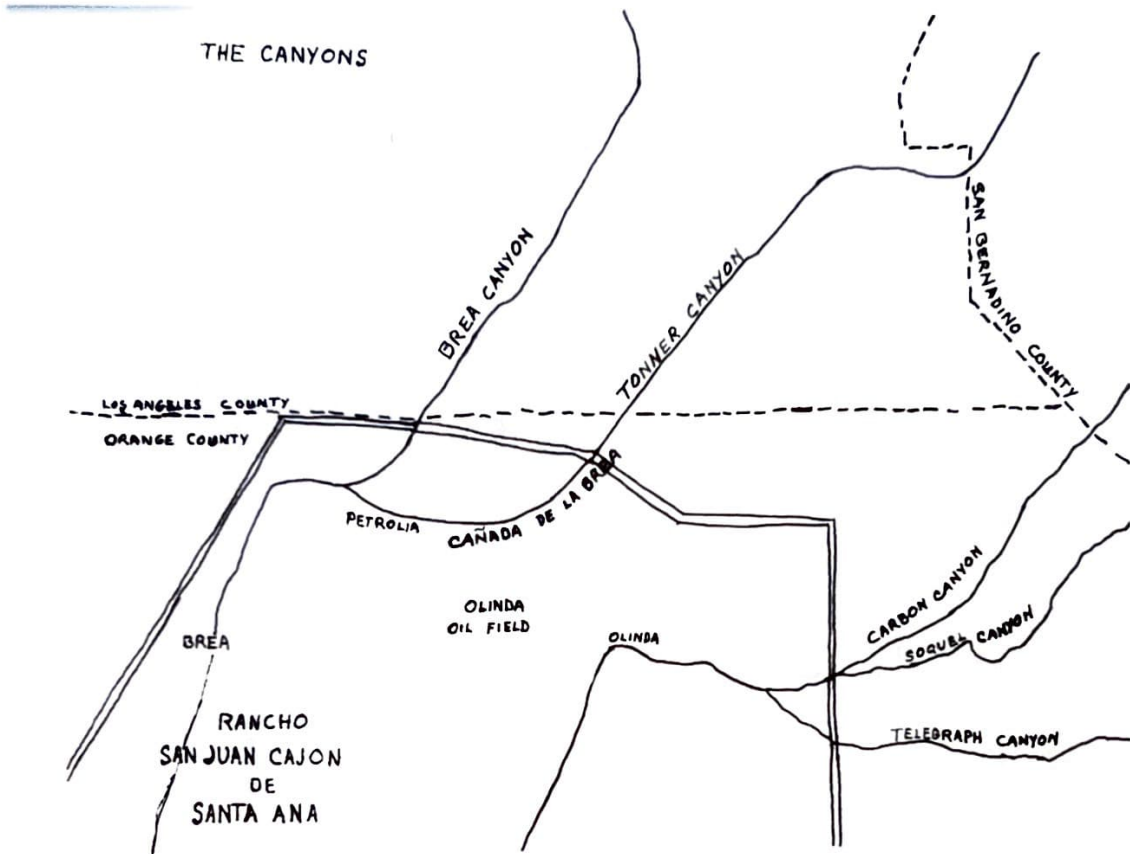 THE CANYONS
BREA CANYON
TONNER CANYON
SAN BERNADINO COUNTY
LOS ANGELES COUNTY
ORANGE COUNTY
PETROLIA
CAÑADA DE LA BREA
CARBON CANYON
SOQUEL CANYON
OLINDA
OIL FIELD
OLINDA
BREA
TELEGRAPH CANYON
RANCHO
SAN JUAN CAJON
DE
SANTA ANA